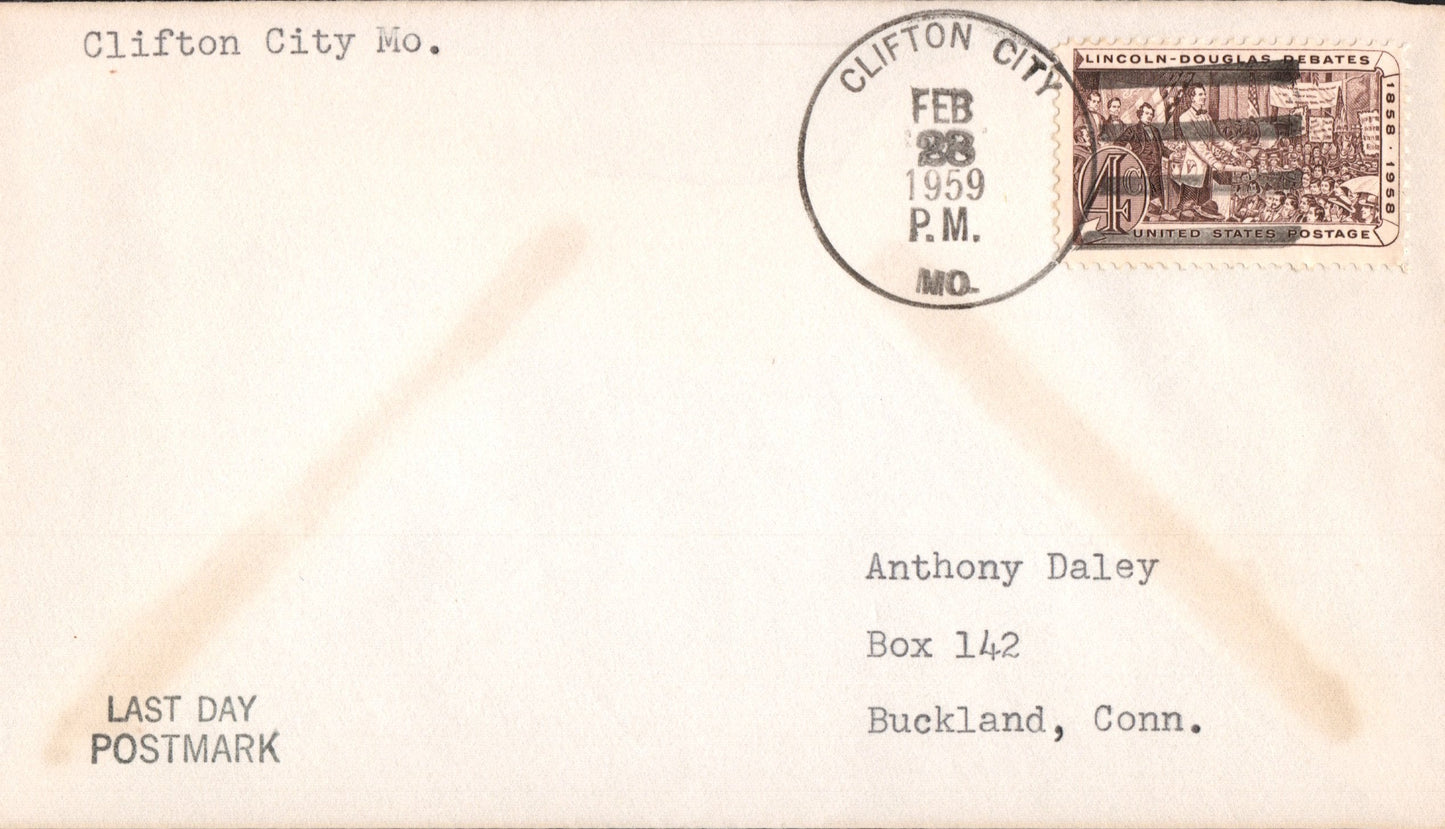 Clifton City Mo.
CLIFTON CITY
FEB
28
1959
P.M.
MO.
LINCOLN-DOUGLAS DEBATES
1858 · 1958
4c
UNITED STATES POSTAGE
Anthony Daley
Box 142
Buckland, Conn.
LAST DAY
POSTMARK